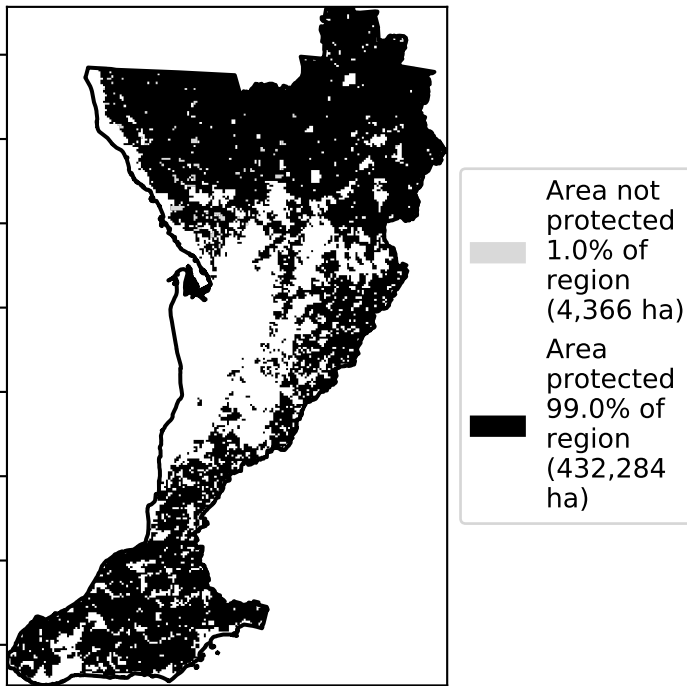 Area not
protected
1.0% of
region
(4,366 ha)
Area
protected
99.0% of
region
(432,284
ha)